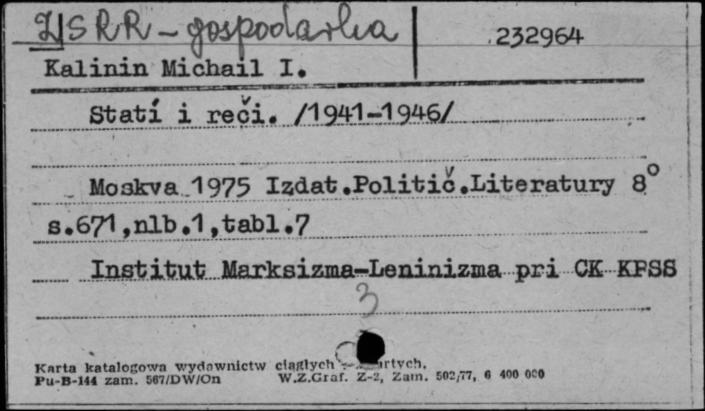 ZSRR - gospodarka
232964
Kalinin Michail I.
Statí i reči. /1941-1946/
Moskva 1975 Izdat.Politič.Literatury 8°
s.671,nlb.1,tabl.7
Institut Marksizma-Leninizma pri CK KPSS
3
Karta katalogowa wydawnictw ciągłych
Pu-B-144 zam. 567/DW/On W.Z.Graf. Z-2, Zam. 502/77, 6 400 000